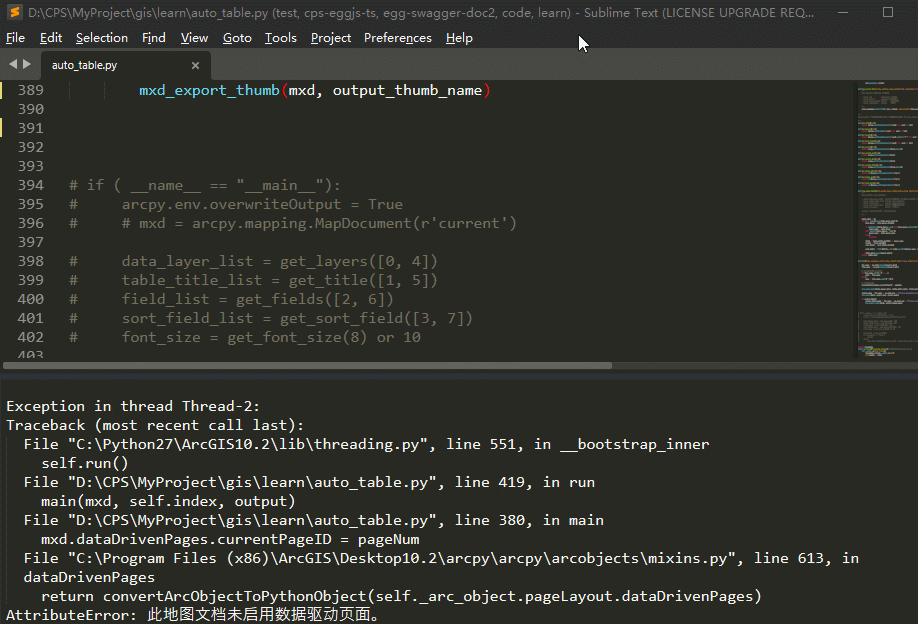 D:\CPS\MyProject\gis\learn\auto_table.py (test, cps-eggjs-ts, egg-swagger-doc2, code, learn) - Sublime Text (LICENSE UPGRADE REQ...
File Edit Selection Find View Goto Tools Project Preferences Help
auto_table.py
389 mxd_export_thumb(mxd, output_thumb_name)
390
391
392
393
394 # if ( __name__ == "__main__"):
395 #     arcpy.env.overwriteOutput = True
396 #     # mxd = arcpy.mapping.MapDocument(r'current')
397
398 #     data_layer_list = get_layers([0, 4])
399 #     table_title_list = get_title([1, 5])
400 #     field_list = get_fields([2, 6])
401 #     sort_field_list = get_sort_field([3, 7])
402 #     font_size = get_font_size(8) or 10
403
Exception in thread Thread-2:
Traceback (most recent call last):
  File "C:\Python27\ArcGIS10.2\lib\threading.py", line 551, in __bootstrap_inner
    self.run()
  File "D:\CPS\MyProject\gis\learn\auto_table.py", line 419, in run
    main(mxd, self.index, output)
  File "D:\CPS\MyProject\gis\learn\auto_table.py", line 380, in main
    mxd.dataDrivenPages.currentPageID = pageNum
  File "C:\Program Files (x86)\ArcGIS\Desktop10.2\arcpy\arcpy\arcobjects\mixins.py", line 613, in
  dataDrivenPages
    return convertArcObjectToPythonObject(self._arc_object.pageLayout.dataDrivenPages)
AttributeError: 此地图文档未启用数据驱动页面。